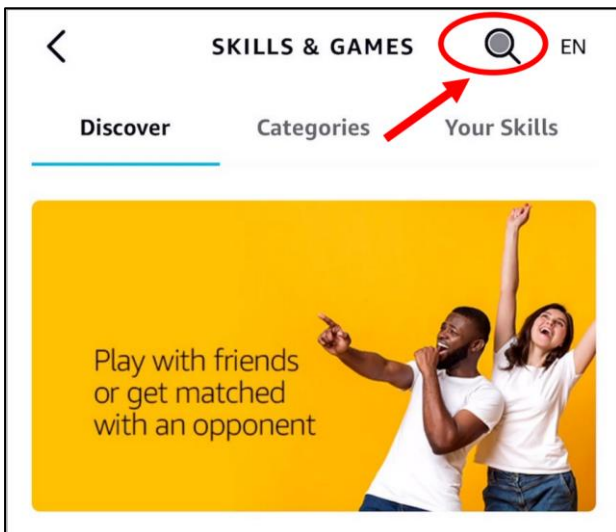 SKILLS & GAMES EN
Discover Categories Your Skills
Play with friends
or get matched
with an opponent